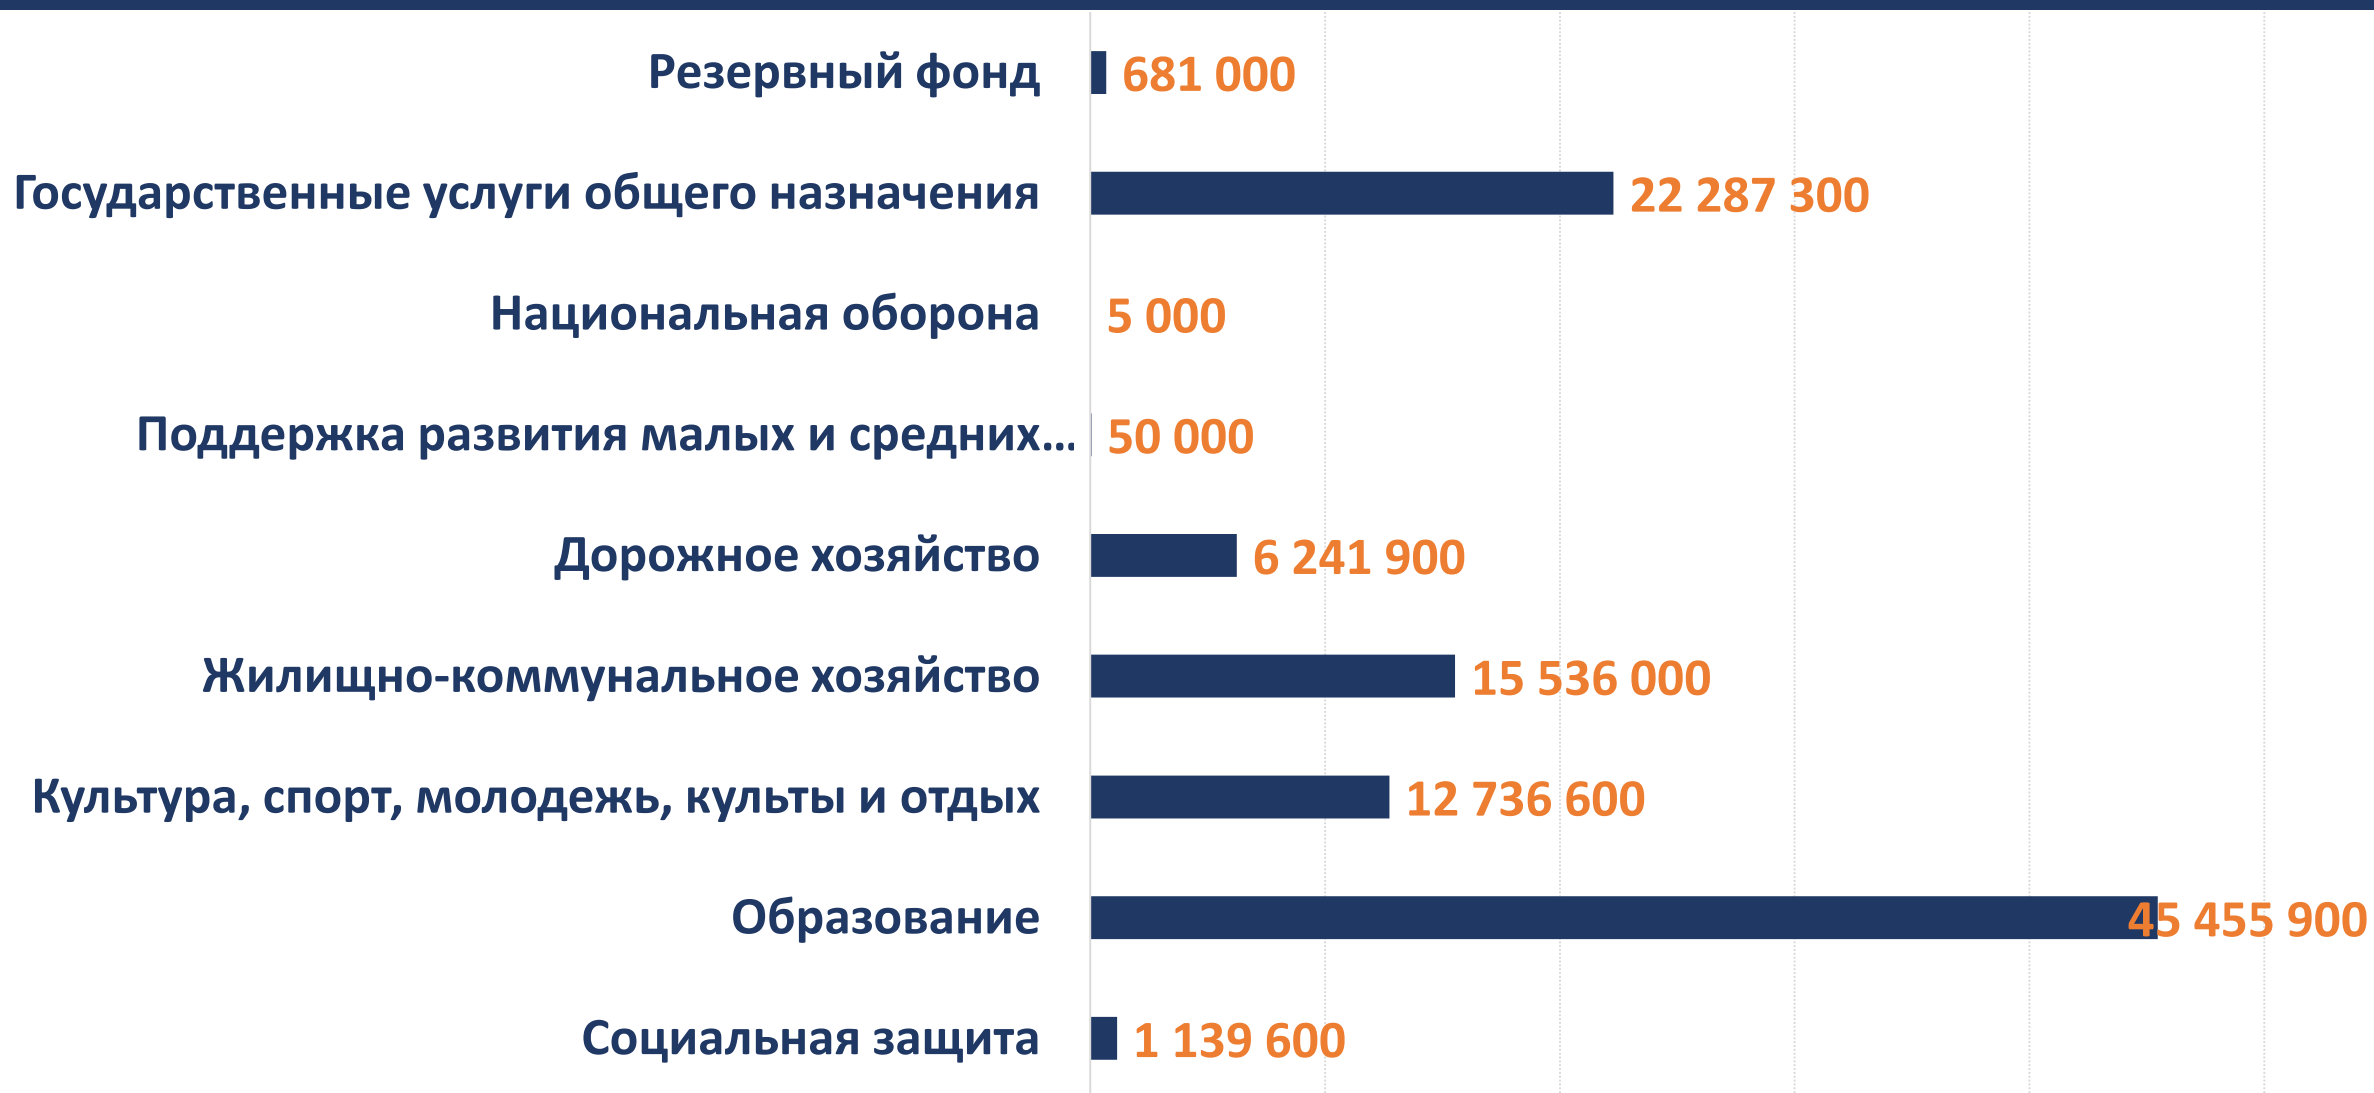 Резервный фонд 681 000
Государственные услуги общего назначения 22 287 300
Национальная оборона 5 000
Поддержка развития малых и средних... 50 000
Дорожное хозяйство 6 241 900
Жилищно-коммунальное хозяйство 15 536 000
Культура, спорт, молодежь, культы и отдых 12 736 600
Образование 45 455 900
Социальная защита 1 139 600